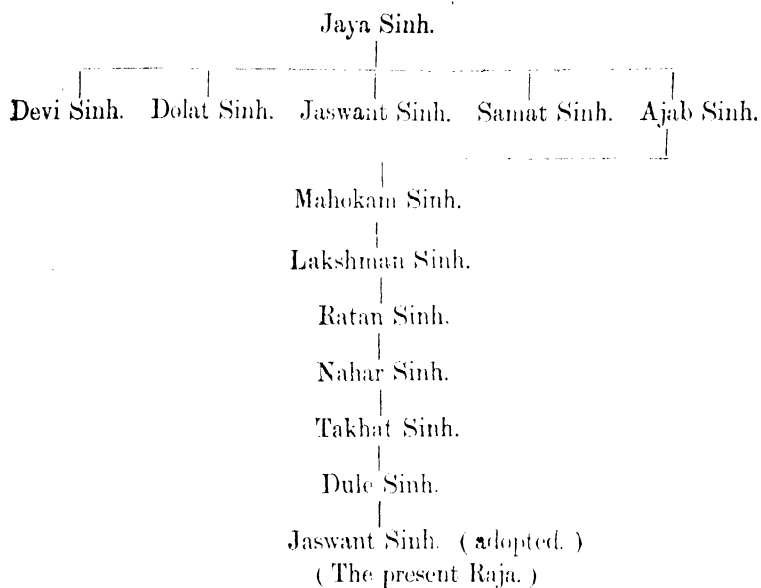 Jaya Sinh.
Devi Sinh. Dolat Sinh. Jaswant Sinh. Samat Sinh. Ajab Sinh.
Mahokam Sinh.
Lakshman Sinh.
Ratan Sinh.
Nahar Sinh.
Takhat Sinh.
Dule Sinh.
Jaswant Sinh. ( adopted. )
( The present Raja. )